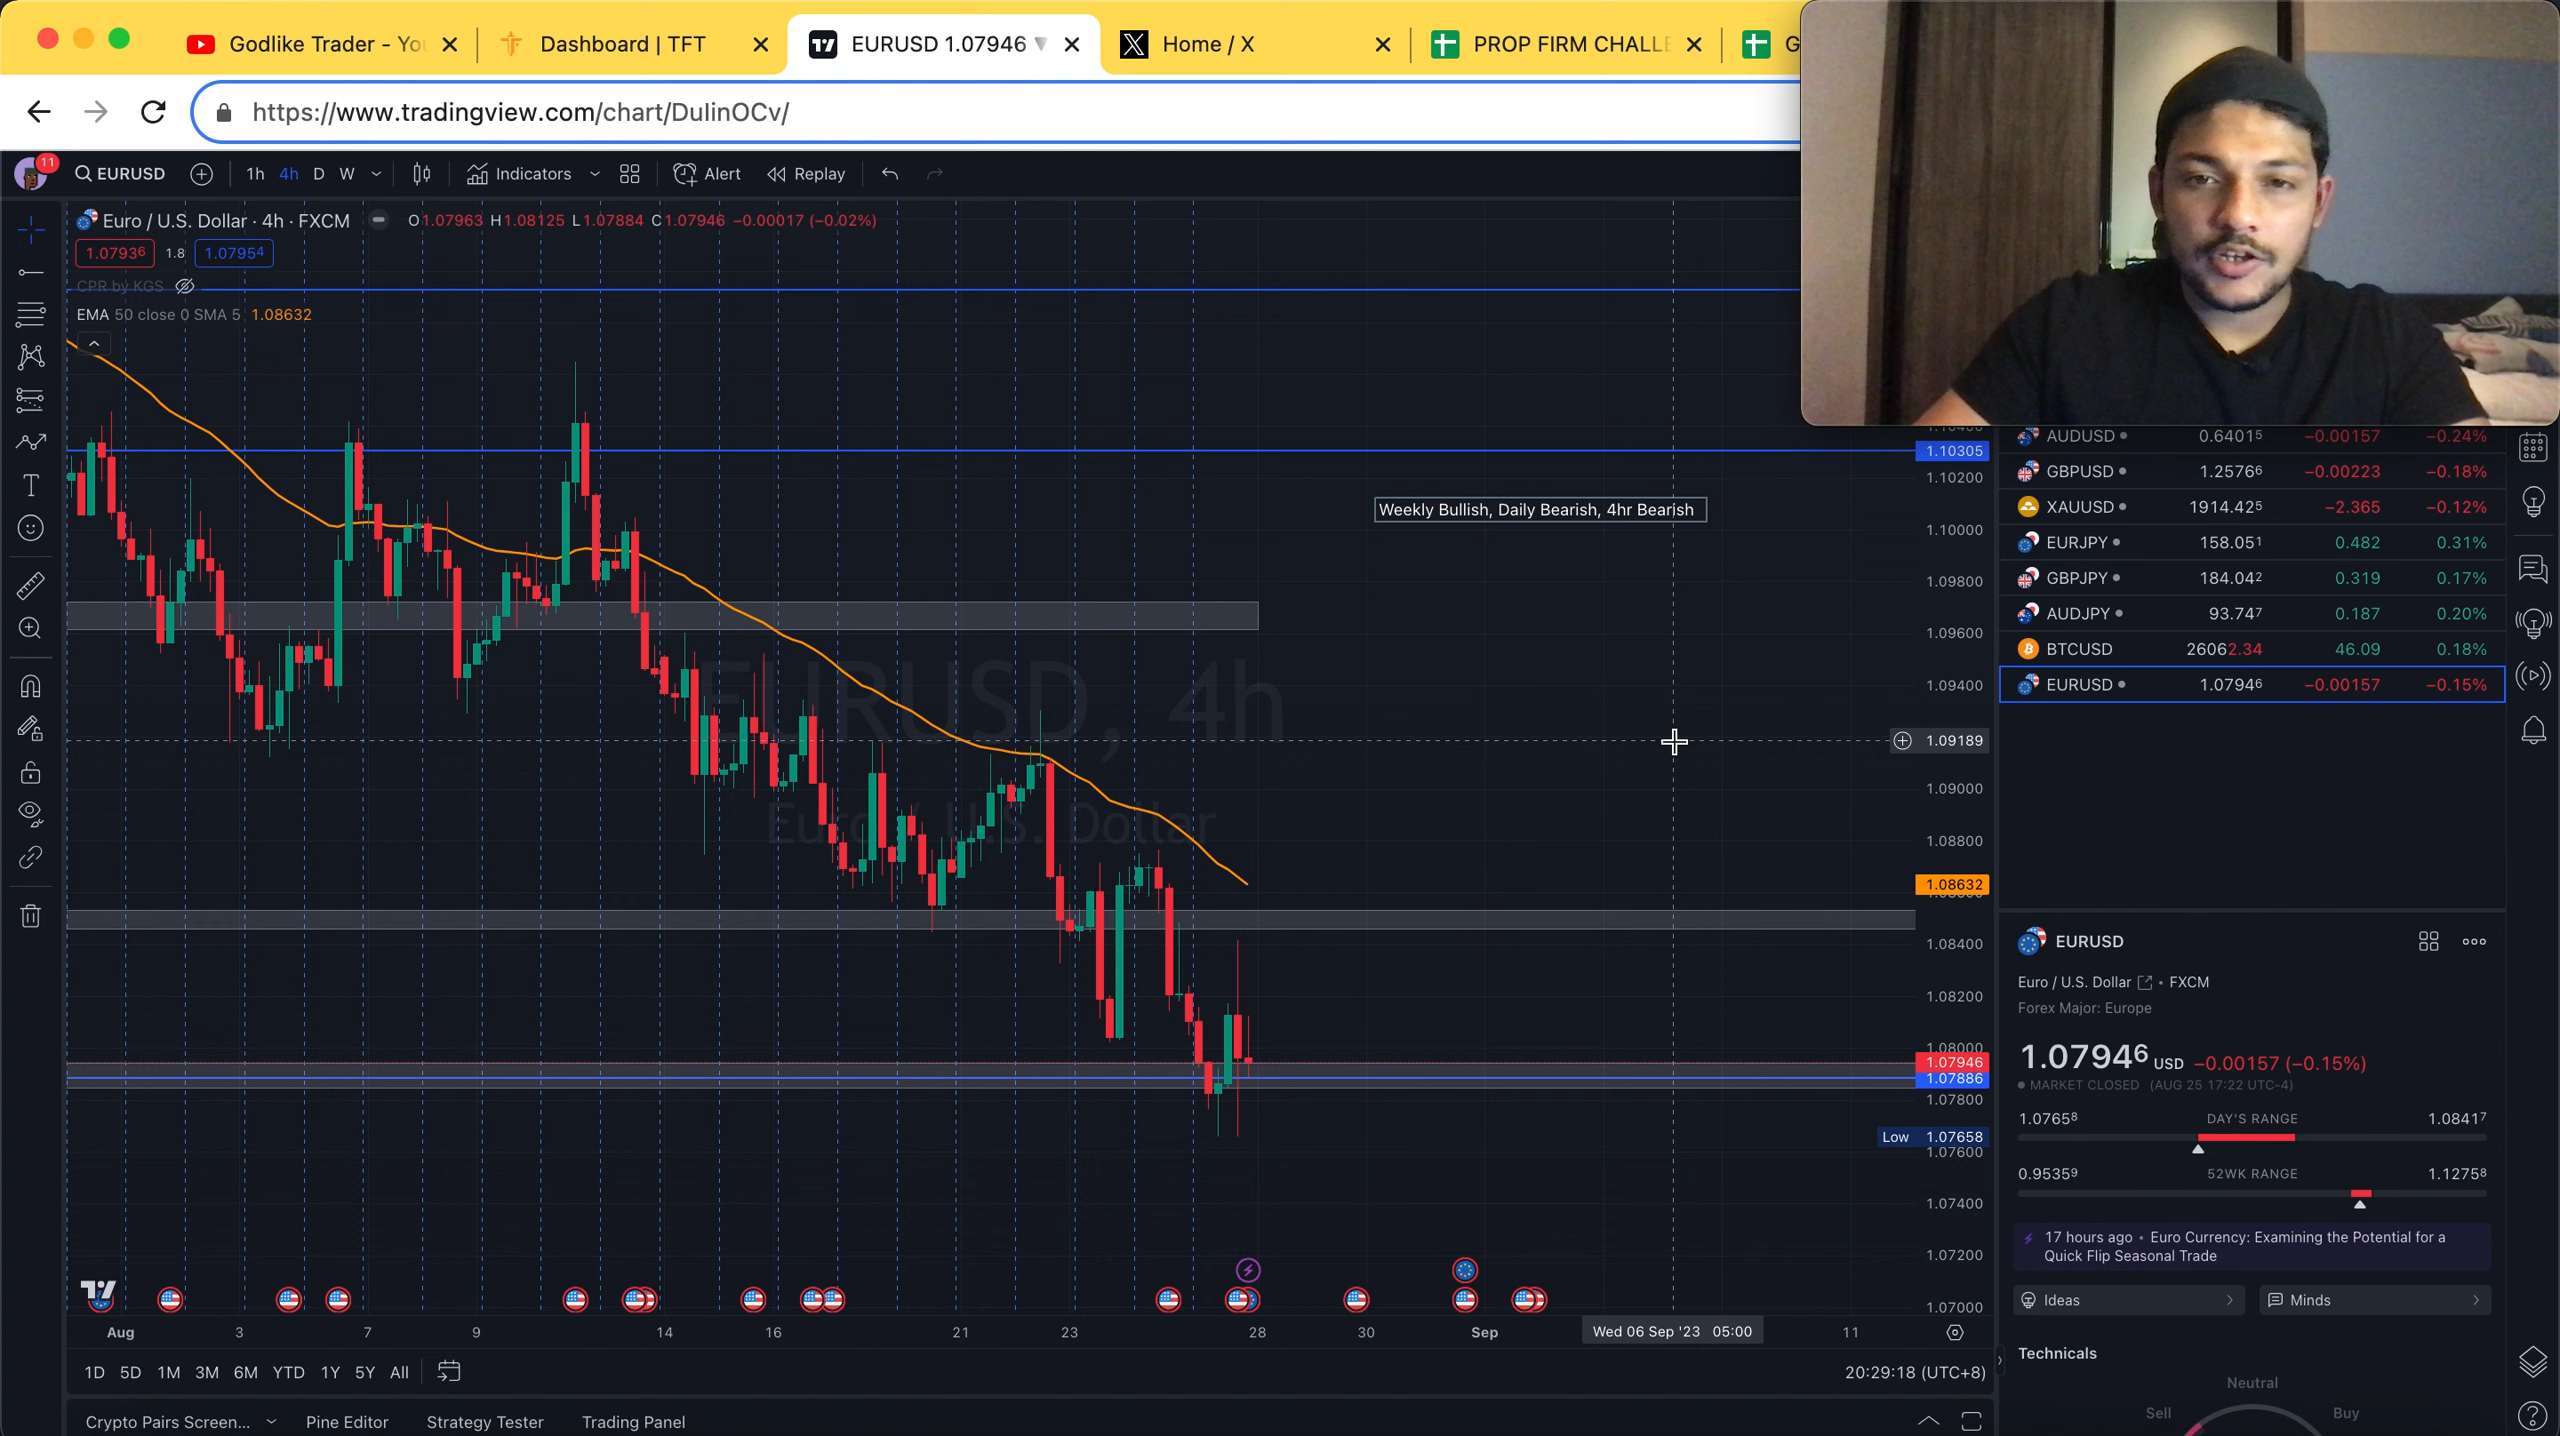 Godlike Trader - You
Dashboard | TFT
EURUSD 1.07946
Home / X
PROP FIRM CHALLE
G
https://www.tradingview.com/chart/DulinOCv/
11
EURUSD
1h 4h D W
Indicators
Alert
Replay
Euro / U.S. Dollar · 4h · FXCM
O1.07963 H1.08125 L1.07884 C1.07946 −0.00017 (−0.02%)
1.07936 1.8 1.07954
CPR by KGS
EMA 50 close 0 SMA 5 1.08632
Weekly Bullish, Daily Bearish, 4hr Bearish
EURUSD, 4h
Euro / U.S. Dollar
1.10305
1.10200
1.10000
1.09800
1.09600
1.09400
1.09189
1.09000
1.08800
1.08632
1.08400
1.08200
1.08000
1.07946
1.07886
1.07800
Low 1.07658
1.07600
1.07400
1.07200
1.07000
Aug 3 7 9 14 16 21 23 28 30 Sep Wed 06 Sep '23 05:00 11
1D 5D 1M 3M 6M YTD 1Y 5Y All
20:29:18 (UTC+8)
Crypto Pairs Screen... Pine Editor Strategy Tester Trading Panel
AUDUSD 0.64015 −0.00157 −0.24%
GBPUSD 1.25766 −0.00223 −0.18%
XAUUSD 1914.425 −2.365 −0.12%
EURJPY 158.051 0.482 0.31%
GBPJPY 184.042 0.319 0.17%
AUDJPY 93.747 0.187 0.20%
BTCUSD 26062.34 46.09 0.18%
EURUSD 1.07946 −0.00157 −0.15%
EURUSD
Euro / U.S. Dollar • FXCM
Forex Major: Europe
1.07946 USD −0.00157 (−0.15%)
MARKET CLOSED (AUG 25 17:22 UTC-4)
1.07658 DAY'S RANGE 1.08417
0.95359 52WK RANGE 1.12758
17 hours ago • Euro Currency: Examining the Potential for a
Quick Flip Seasonal Trade
Ideas
Minds
Technicals
Neutral
Sell
Buy